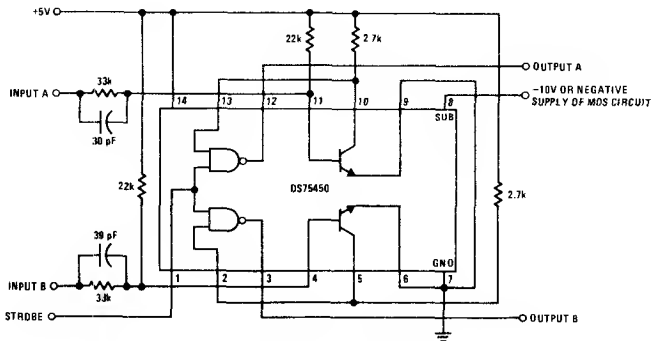 +5V
22k
2.7k
OUTPUT A
33k
INPUT A
14
13
12
11
10
9
8
-10V OR NEGATIVE
SUPPLY OF MOS CIRCUIT
SUB
30 pF
22k
DS75450
2.7k
39 pF
GND
INPUT B
33k
1
2
3
4
5
6
7
STROBE
OUTPUT B